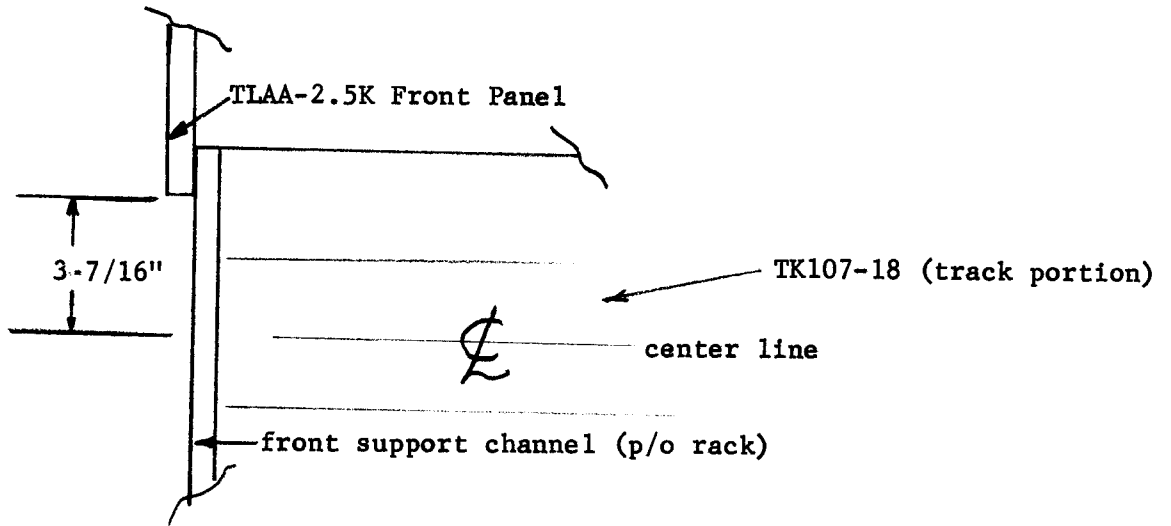 TLAA-2.5K Front Panel
3-7/16"
TK107-18 (track portion)
℄ center line
front support channel (p/o rack)